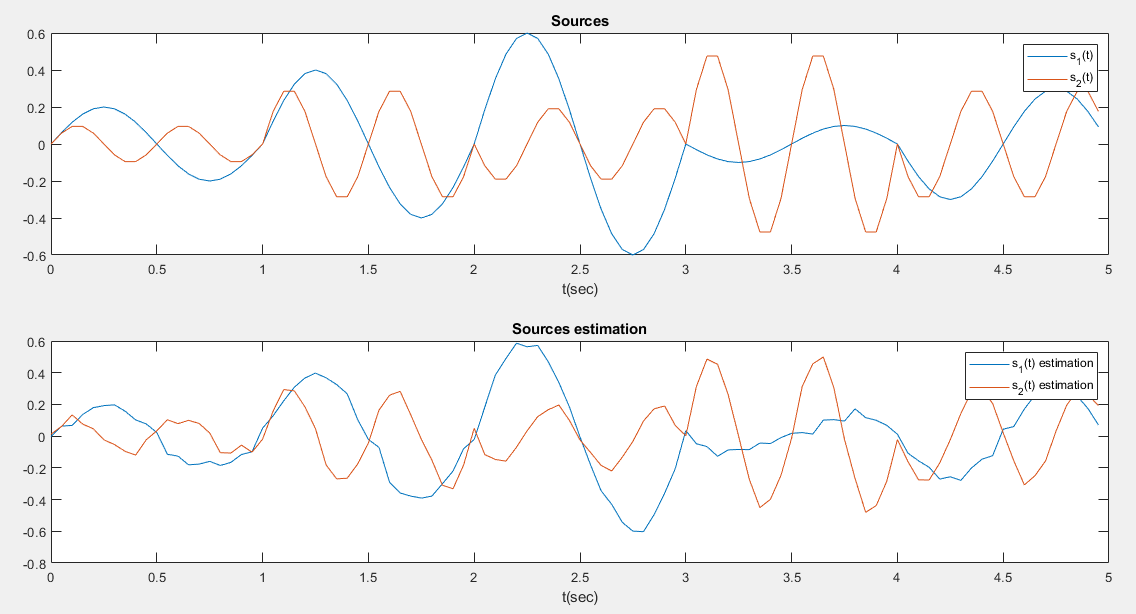 Sources
0.6
0.4
0.2
0
-0.2
-0.4
-0.6
s1(t)
s2(t)
0 0.5 1 1.5 2 2.5 3 3.5 4 4.5 5
t(sec)
Sources estimation
0.6
0.4
0.2
0
-0.2
-0.4
-0.6
-0.8
s1(t) estimation
s2(t) estimation
0 0.5 1 1.5 2 2.5 3 3.5 4 4.5 5
t(sec)